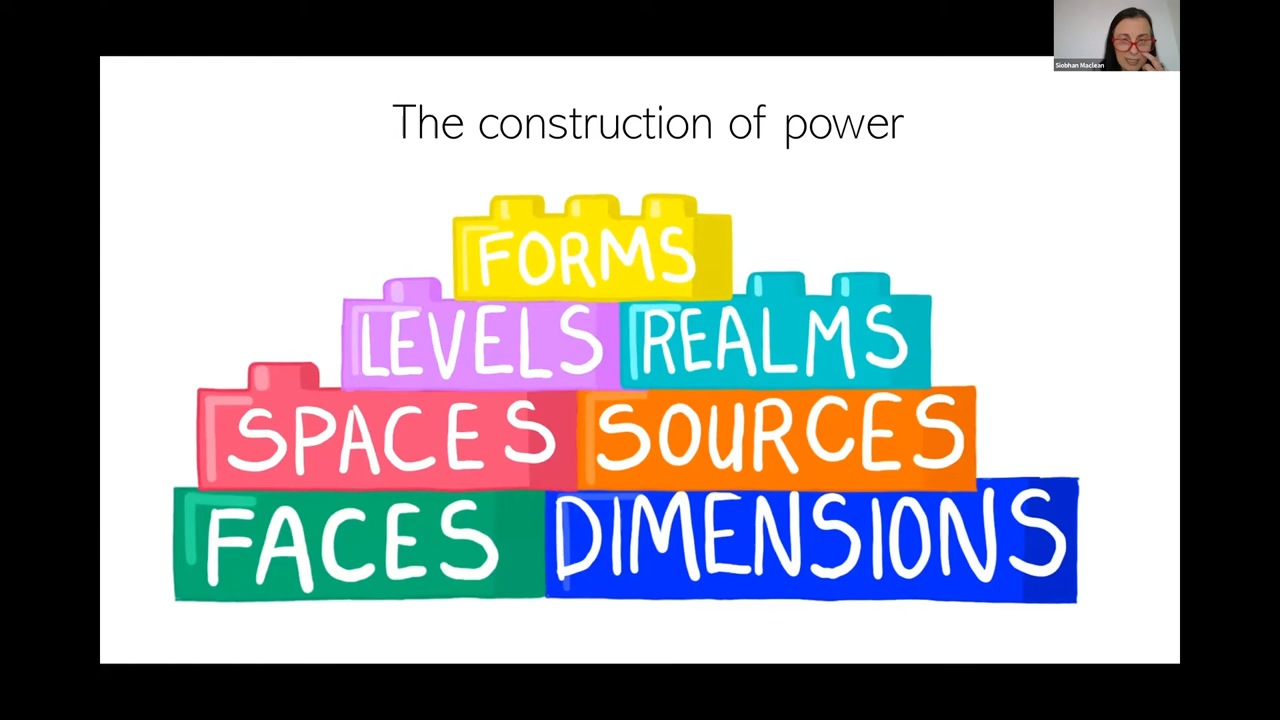 Siobhan Maclean
The construction of power
FORMS
LEVELS REALMS
SPACES SOURCES
FACES DIMENSIONS